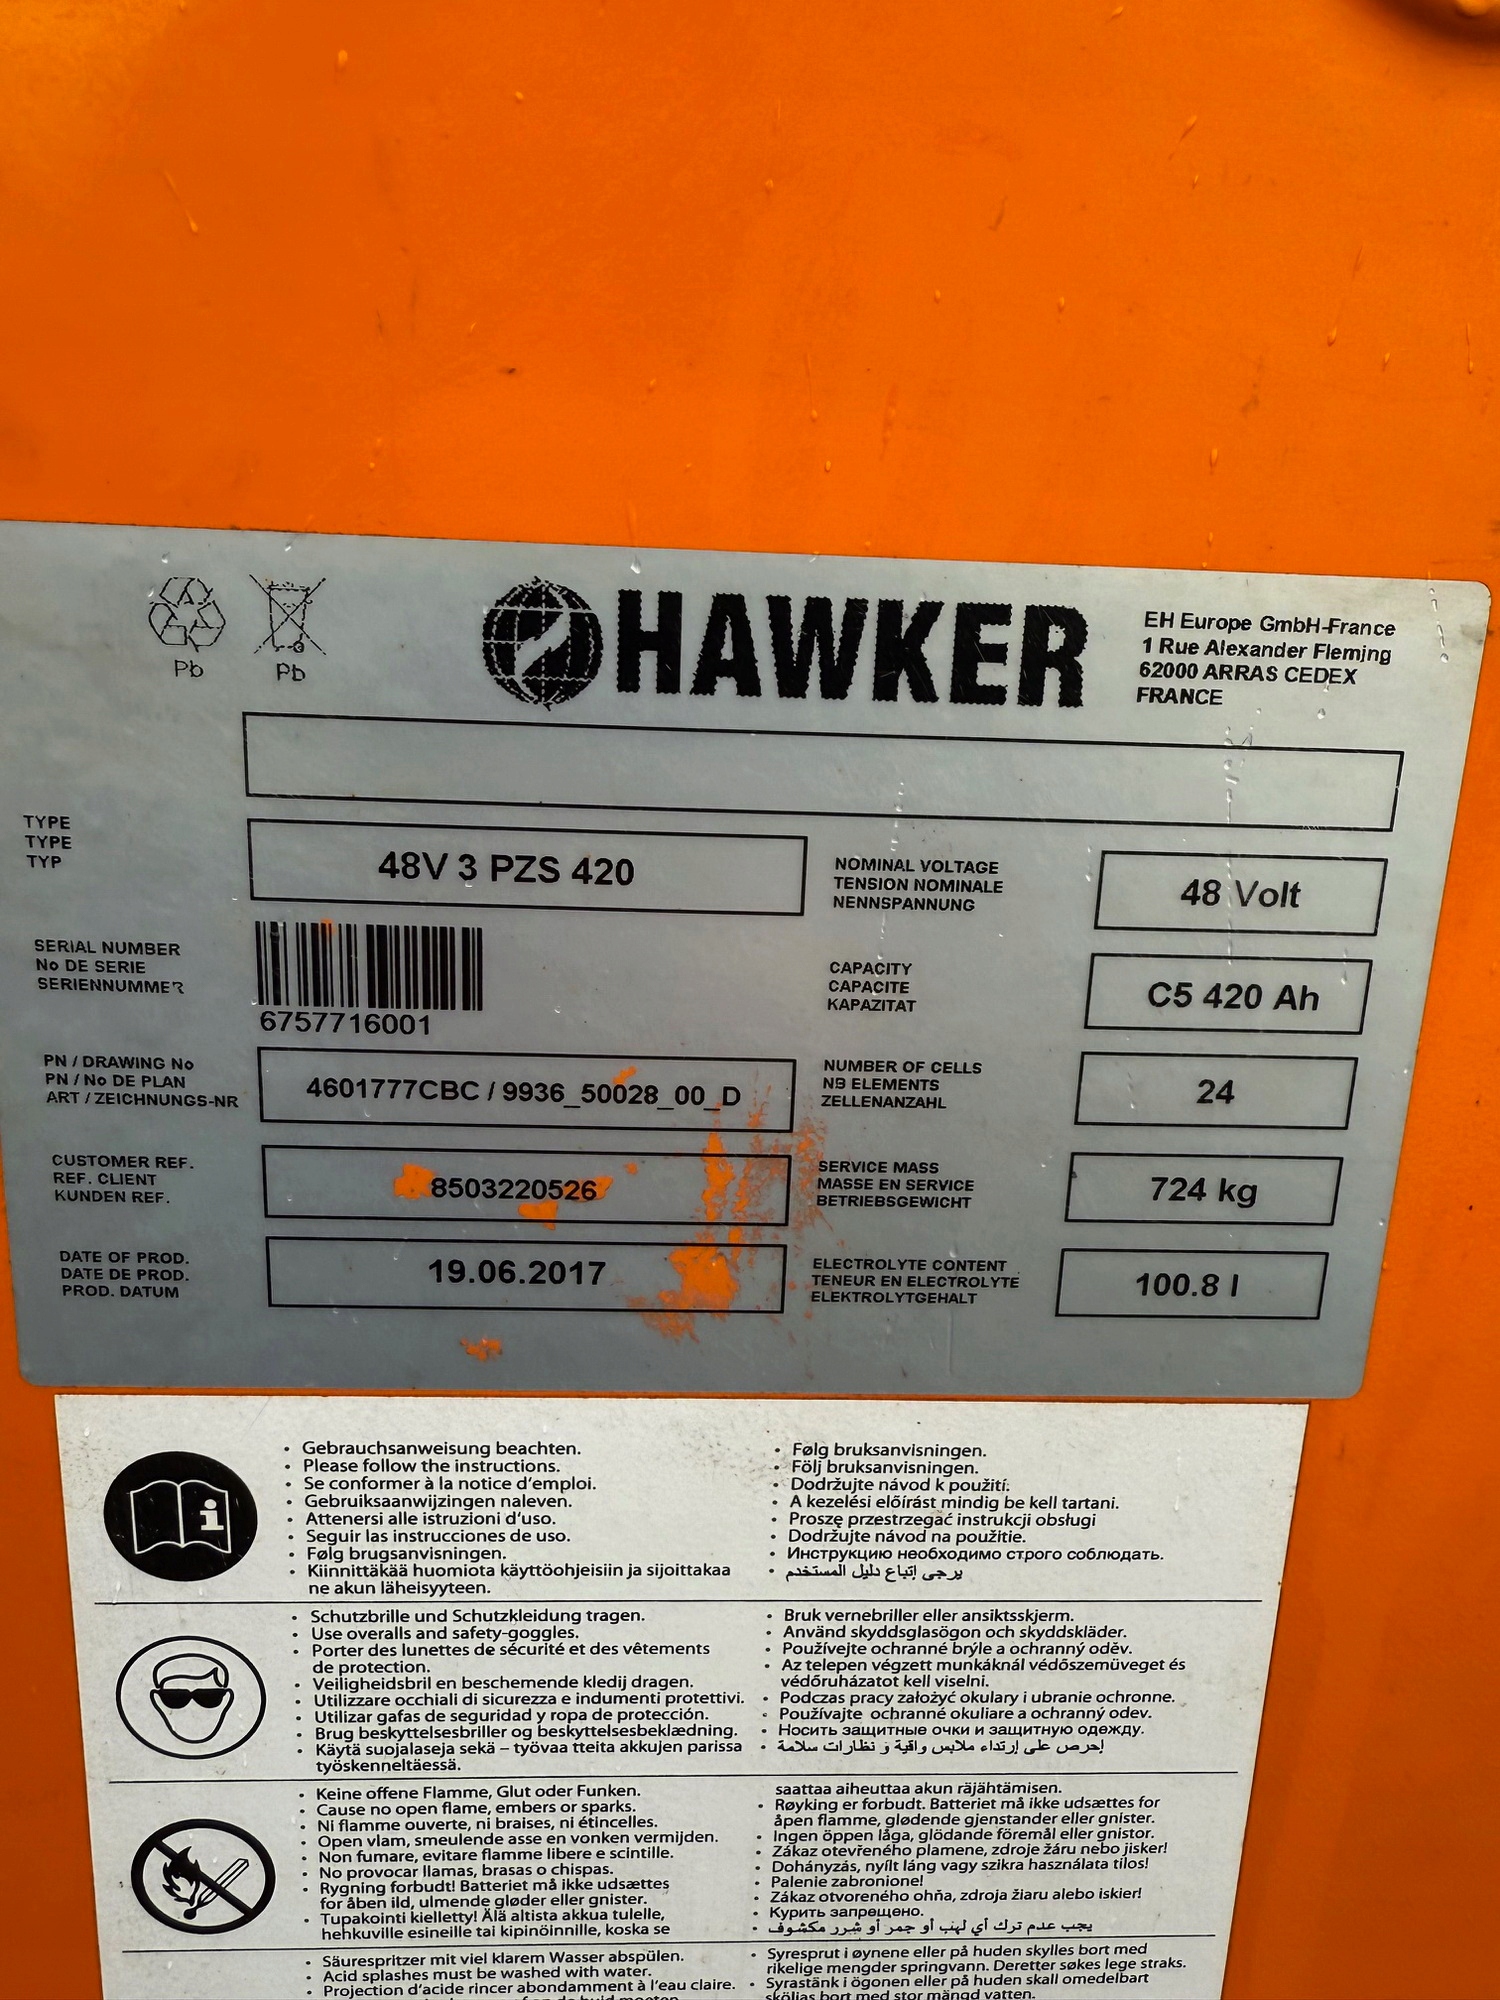 Pb
Pb
HAWKER
EH Europe GmbH-France
1 Rue Alexander Fleming
62000 ARRAS CEDEX
FRANCE
TYPE
TYPE
TYP
48V 3 PZS 420
NOMINAL VOLTAGE
TENSION NOMINALE
NENNSPANNUNG
48 Volt
SERIAL NUMBER
No DE SERIE
SERIENNUMMER
6757716001
CAPACITY
CAPACITE
KAPAZITAT
C5 420 Ah
PN / DRAWING No
PN / No DE PLAN
ART / ZEICHNUNGS-NR
4601777CBC / 9936_50028_00_D
NUMBER OF CELLS
NB ELEMENTS
ZELLENANZAHL
24
CUSTOMER REF.
REF. CLIENT
KUNDEN REF.
8503220526
SERVICE MASS
MASSE EN SERVICE
BETRIEBSGEWICHT
724 kg
DATE OF PROD.
DATE DE PROD.
PROD. DATUM
19.06.2017
ELECTROLYTE CONTENT
TENEUR EN ELECTROLYTE
ELEKTROLYTGEHALT
100.8 l
• Gebrauchsanweisung beachten.
• Please follow the instructions.
• Se conformer à la notice d'emploi.
• Gebruiksaanwijzingen naleven.
• Attenersi alle istruzioni d'uso.
• Seguir las instrucciones de uso.
• Følg brugsanvisningen.
• Kiinnittäkää huomiota käyttöohjeisiin ja sijoittakaa
ne akun läheisyyteen.
• Følg bruksanvisningen.
• Följ bruksanvisningen.
• Dodržujte návod k použití.
• A kezelési előírást mindig be kell tartani.
• Proszę przestrzegać instrukcji obsługi
• Dodržujte návod na použitie.
• Инструкцию необходимо строго соблюдать.
• يرجى إتباع دليل المستخدم
• Schutzbrille und Schutzkleidung tragen.
• Use overalls and safety-goggles.
• Porter des lunettes de sécurité et des vêtements
de protection.
• Veiligheidsbril en beschemende kledij dragen.
• Utilizzare occhiali di sicurezza e indumenti protettivi.
• Utilizar gafas de seguridad y ropa de protección.
• Brug beskyttelsesbriller og beskyttelsesbeklædning.
• Käytä suojalaseja sekä – työvaa tteita akkujen parissa
työskenneltäessä.
• Bruk vernebriller eller ansiktsskjerm.
• Använd skyddsglasögon och skyddskläder.
• Používejte ochranné brýle a ochranný oděv.
• Az telepen végzett munkáknál védőszemüveget és
védőruházatot kell viselni.
• Podczas pracy założyć okulary i ubranie ochronne.
• Používajte ochranné okuliare a ochranný odev.
• Носить защитные очки и защитную одежду.
• إحرص على إرتداء ملابس واقية و نظارات سلامة!
• Keine offene Flamme, Glut oder Funken.
• Cause no open flame, embers or sparks.
• Ni flamme ouverte, ni braises, ni étincelles.
• Open vlam, smeulende asse en vonken vermijden.
• Non fumare, evitare flamme libere e scintille.
• No provocar llamas, brasas o chispas.
• Rygning forbudt! Batteriet må ikke udsættes
for åben ild, ulmende gløder eller gnister.
• Tupakointi kielletty! Älä altista akkua tulelle,
hehkuville esineille tai kipinöinnille, koska se
saattaa aiheuttaa akun räjähtämisen.
• Røyking er forbudt. Batteriet må ikke udsættes for
åpen flamme, glødende gjenstander eller gnister.
• Ingen öppen låga, glödande föremål eller gnistor.
• Zákaz otevřeného plamene, zdroje žáru nebo jisker!
• Dohányzás, nyílt láng vagy szikra használata tilos!
• Palenie zabronione!
• Zákaz otvoreného ohňa, zdroja žiaru alebo iskier!
• Курить запрещено.
• يجب عدم ترك أي لهب أو جمر أو شرر مكشوف
• Säurespritzer mit viel klarem Wasser abspülen.
• Acid splashes must be washed with water.
• Projection d'acide rincer abondamment à l'eau claire.
• Syresprut i øynene eller på huden skylles bort med
rikelige mengder springvann. Deretter søkes lege straks.
• Syrastänk i ögonen eller på huden skall omedelbart
sköljas bort med stor mängd vatten.